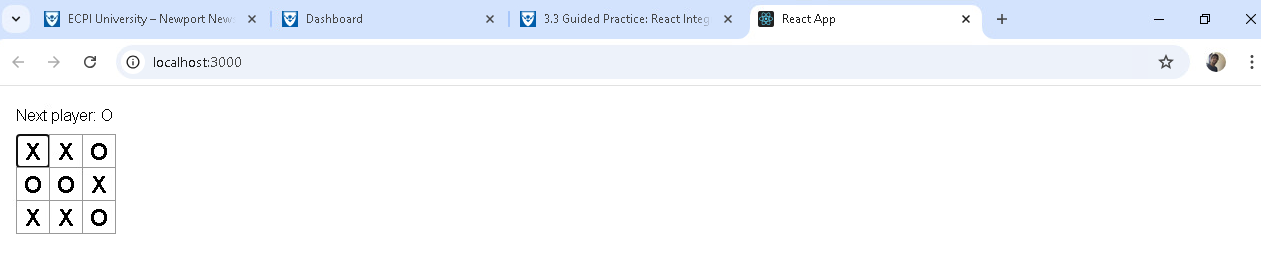 ECPI University – Newport New
Dashboard
3.3 Guided Practice: React Integ
React App
localhost:3000
Next player: O
X X O
O O X
X X O